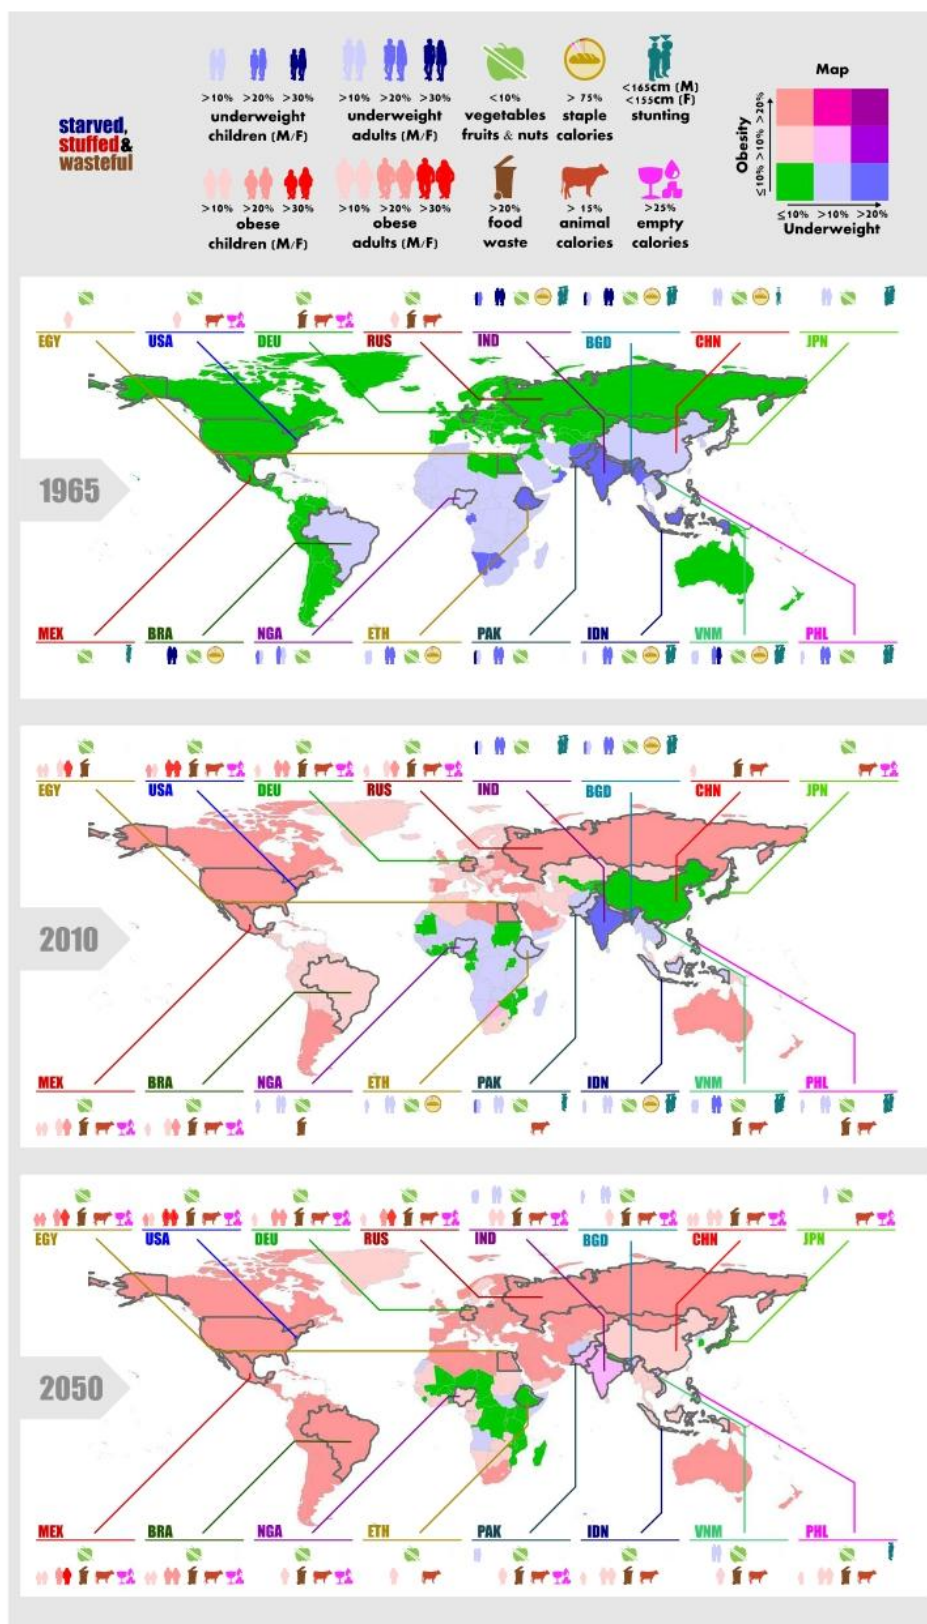 starved,
stuffed &
wasteful
>10% >20% >30%
underweight
children (M/F)
>10% >20% >30%
underweight
adults (M/F)
<10%
vegetables
fruits & nuts
> 75%
staple
calories
<165cm (M)
<155cm (F)
stunting
>10% >20% >30%
obese
children (M/F)
>10% >20% >30%
obese
adults (M/F)
>20%
food
waste
> 15%
animal
calories
>25%
empty
calories
Map
Obesity
≤10% >10% >20%
≤10% >10% >20%
Underweight
EGY USA DEU RUS IND BGD CHN JPN
1965
MEX BRA NGA ETH PAK IDN VNM PHL
EGY USA DEU RUS IND BGD CHN JPN
2010
MEX BRA NGA ETH PAK IDN VNM PHL
EGY USA DEU RUS IND BGD CHN JPN
2050
MEX BRA NGA ETH PAK IDN VNM PHL